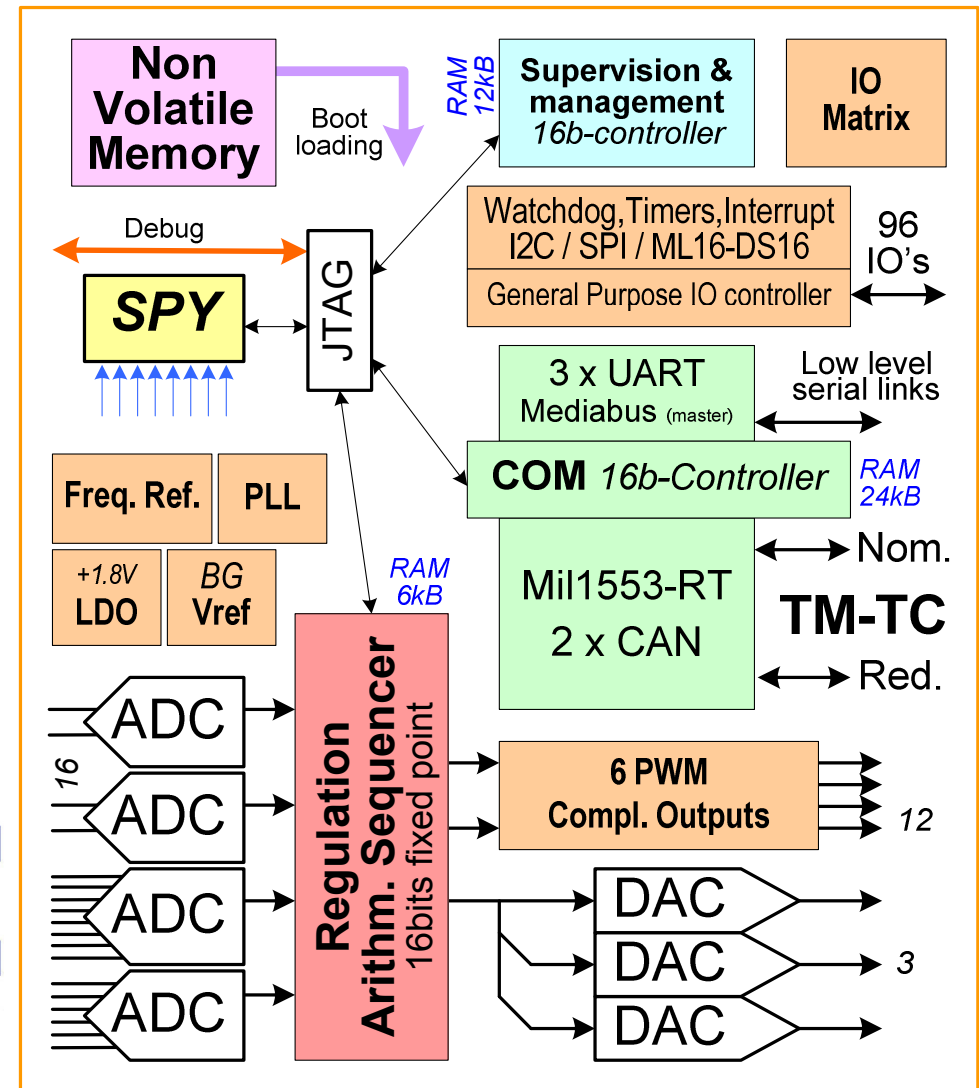 Non
Volatile
Memory
Boot
loading
RAM
12kB
Supervision &
management
16b-controller
IO
Matrix
Debug
SPY
JTAG
Watchdog,Timers,Interrupt
I2C / SPI / ML16-DS16
General Purpose IO controller
96
IO's
3 x UART
Mediabus (master)
Low level
serial links
COM 16b-Controller
RAM
24kB
Mil1553-RT
2 x CAN
Nom.
TM-TC
Red.
Freq. Ref.
PLL
+1.8V
LDO
BG
Vref
RAM
6kB
16
ADC
ADC
ADC
ADC
Regulation
Arithm. Sequencer
16bits fixed point
6 PWM
Compl. Outputs
12
DAC
DAC
DAC
3